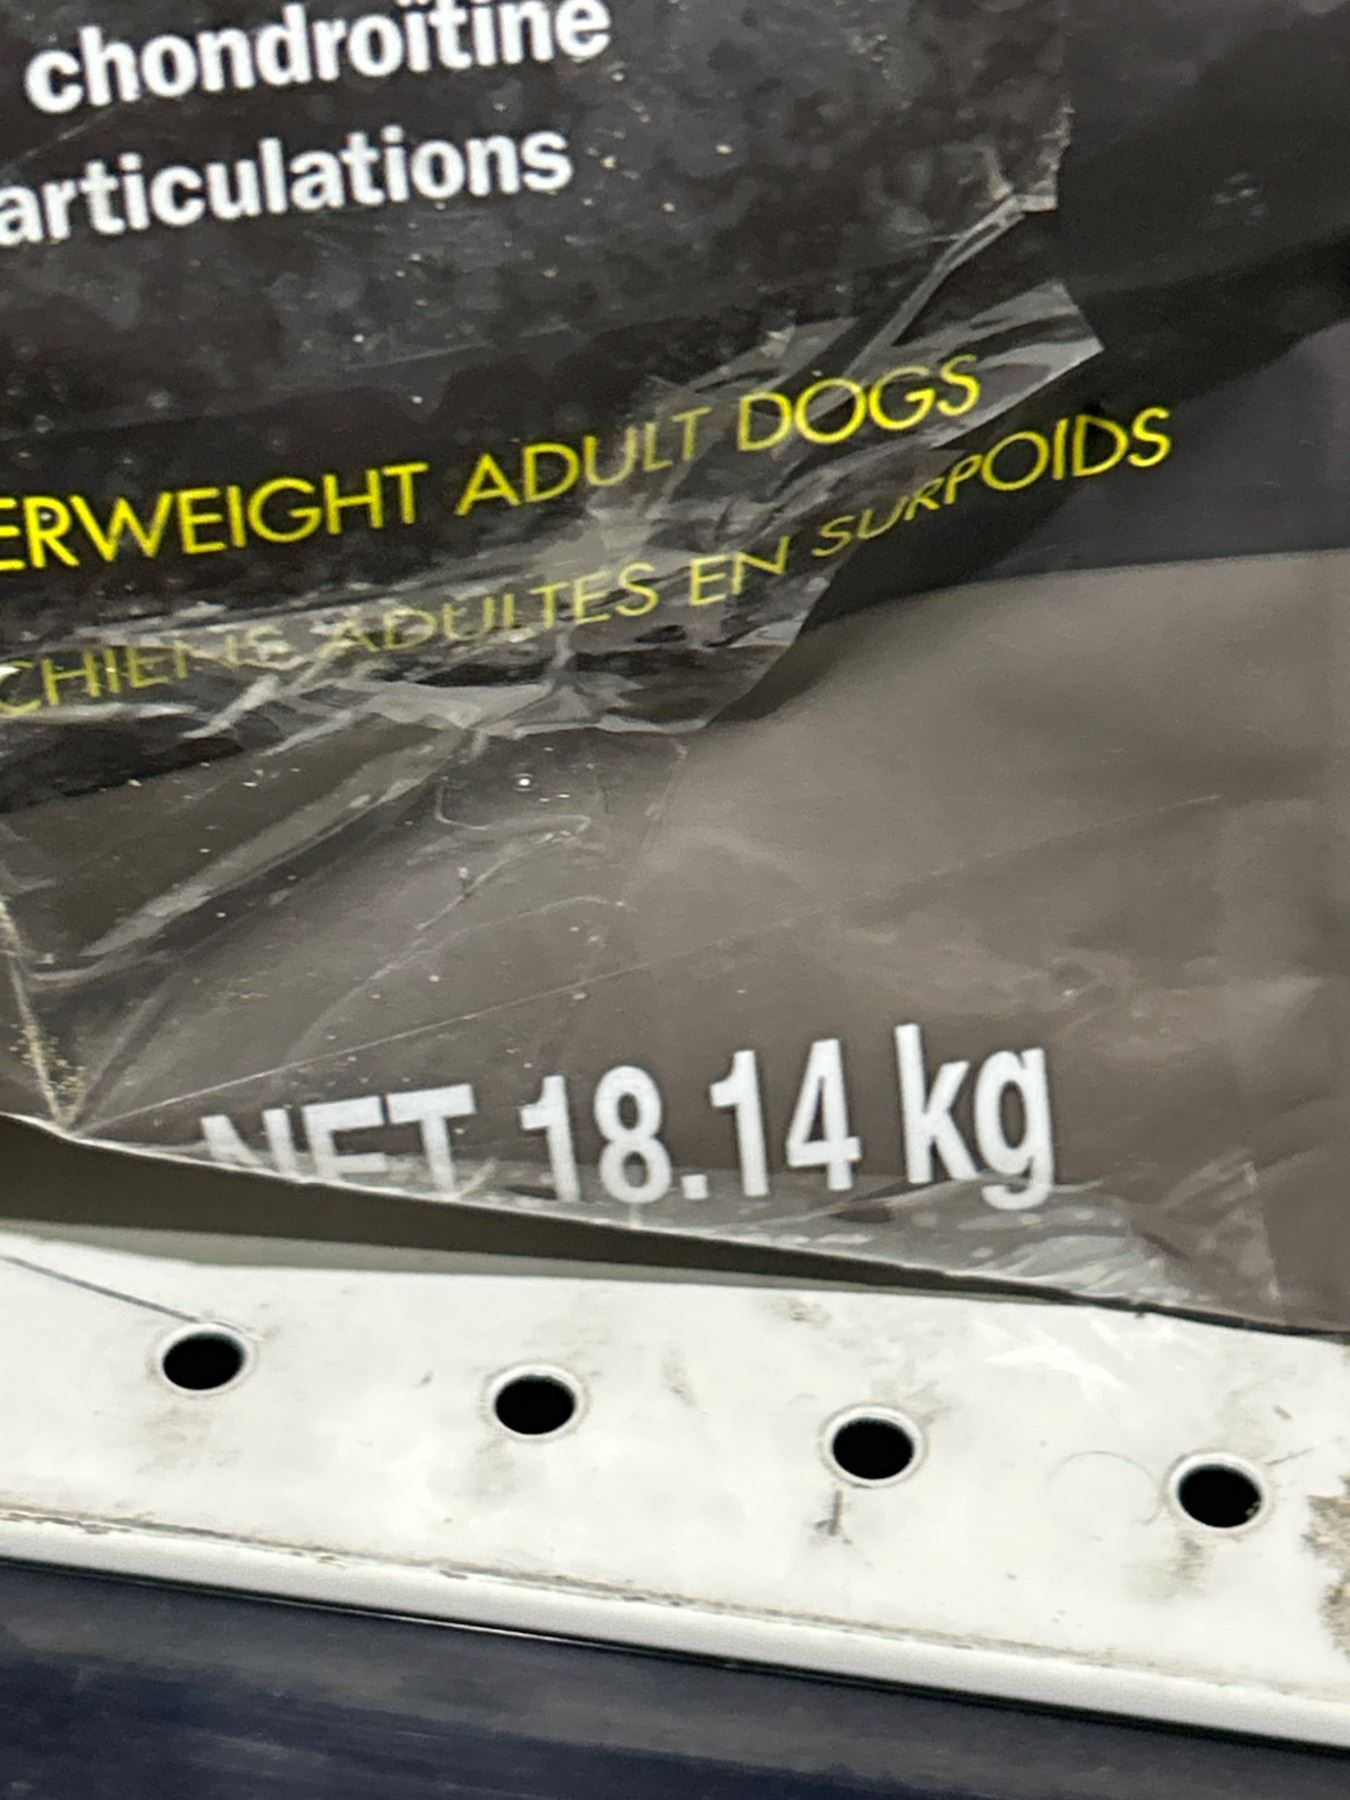 chondroïtine
articulations
ERWEIGHT ADULT DOGS
CHIENS ADULTES EN SURPOIDS
NET 18.14 kg